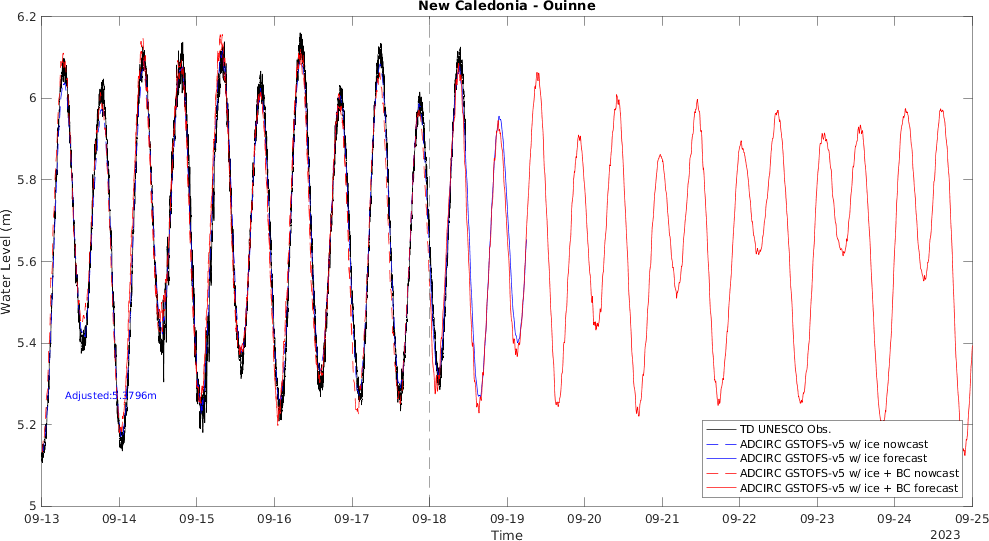 New Caledonia - Ouinne
6.2
6
5.8
5.6
5.4
5.2
5
Water Level (m)
Adjusted:5.3796m
TD UNESCO Obs.
ADCIRC GSTOFS-v5 w/ ice nowcast
ADCIRC GSTOFS-v5 w/ ice forecast
ADCIRC GSTOFS-v5 w/ ice + BC nowcast
ADCIRC GSTOFS-v5 w/ ice + BC forecast
09-13 09-14 09-15 09-16 09-17 09-18 09-19 09-20 09-21 09-22 09-23 09-24 09-25
Time
2023